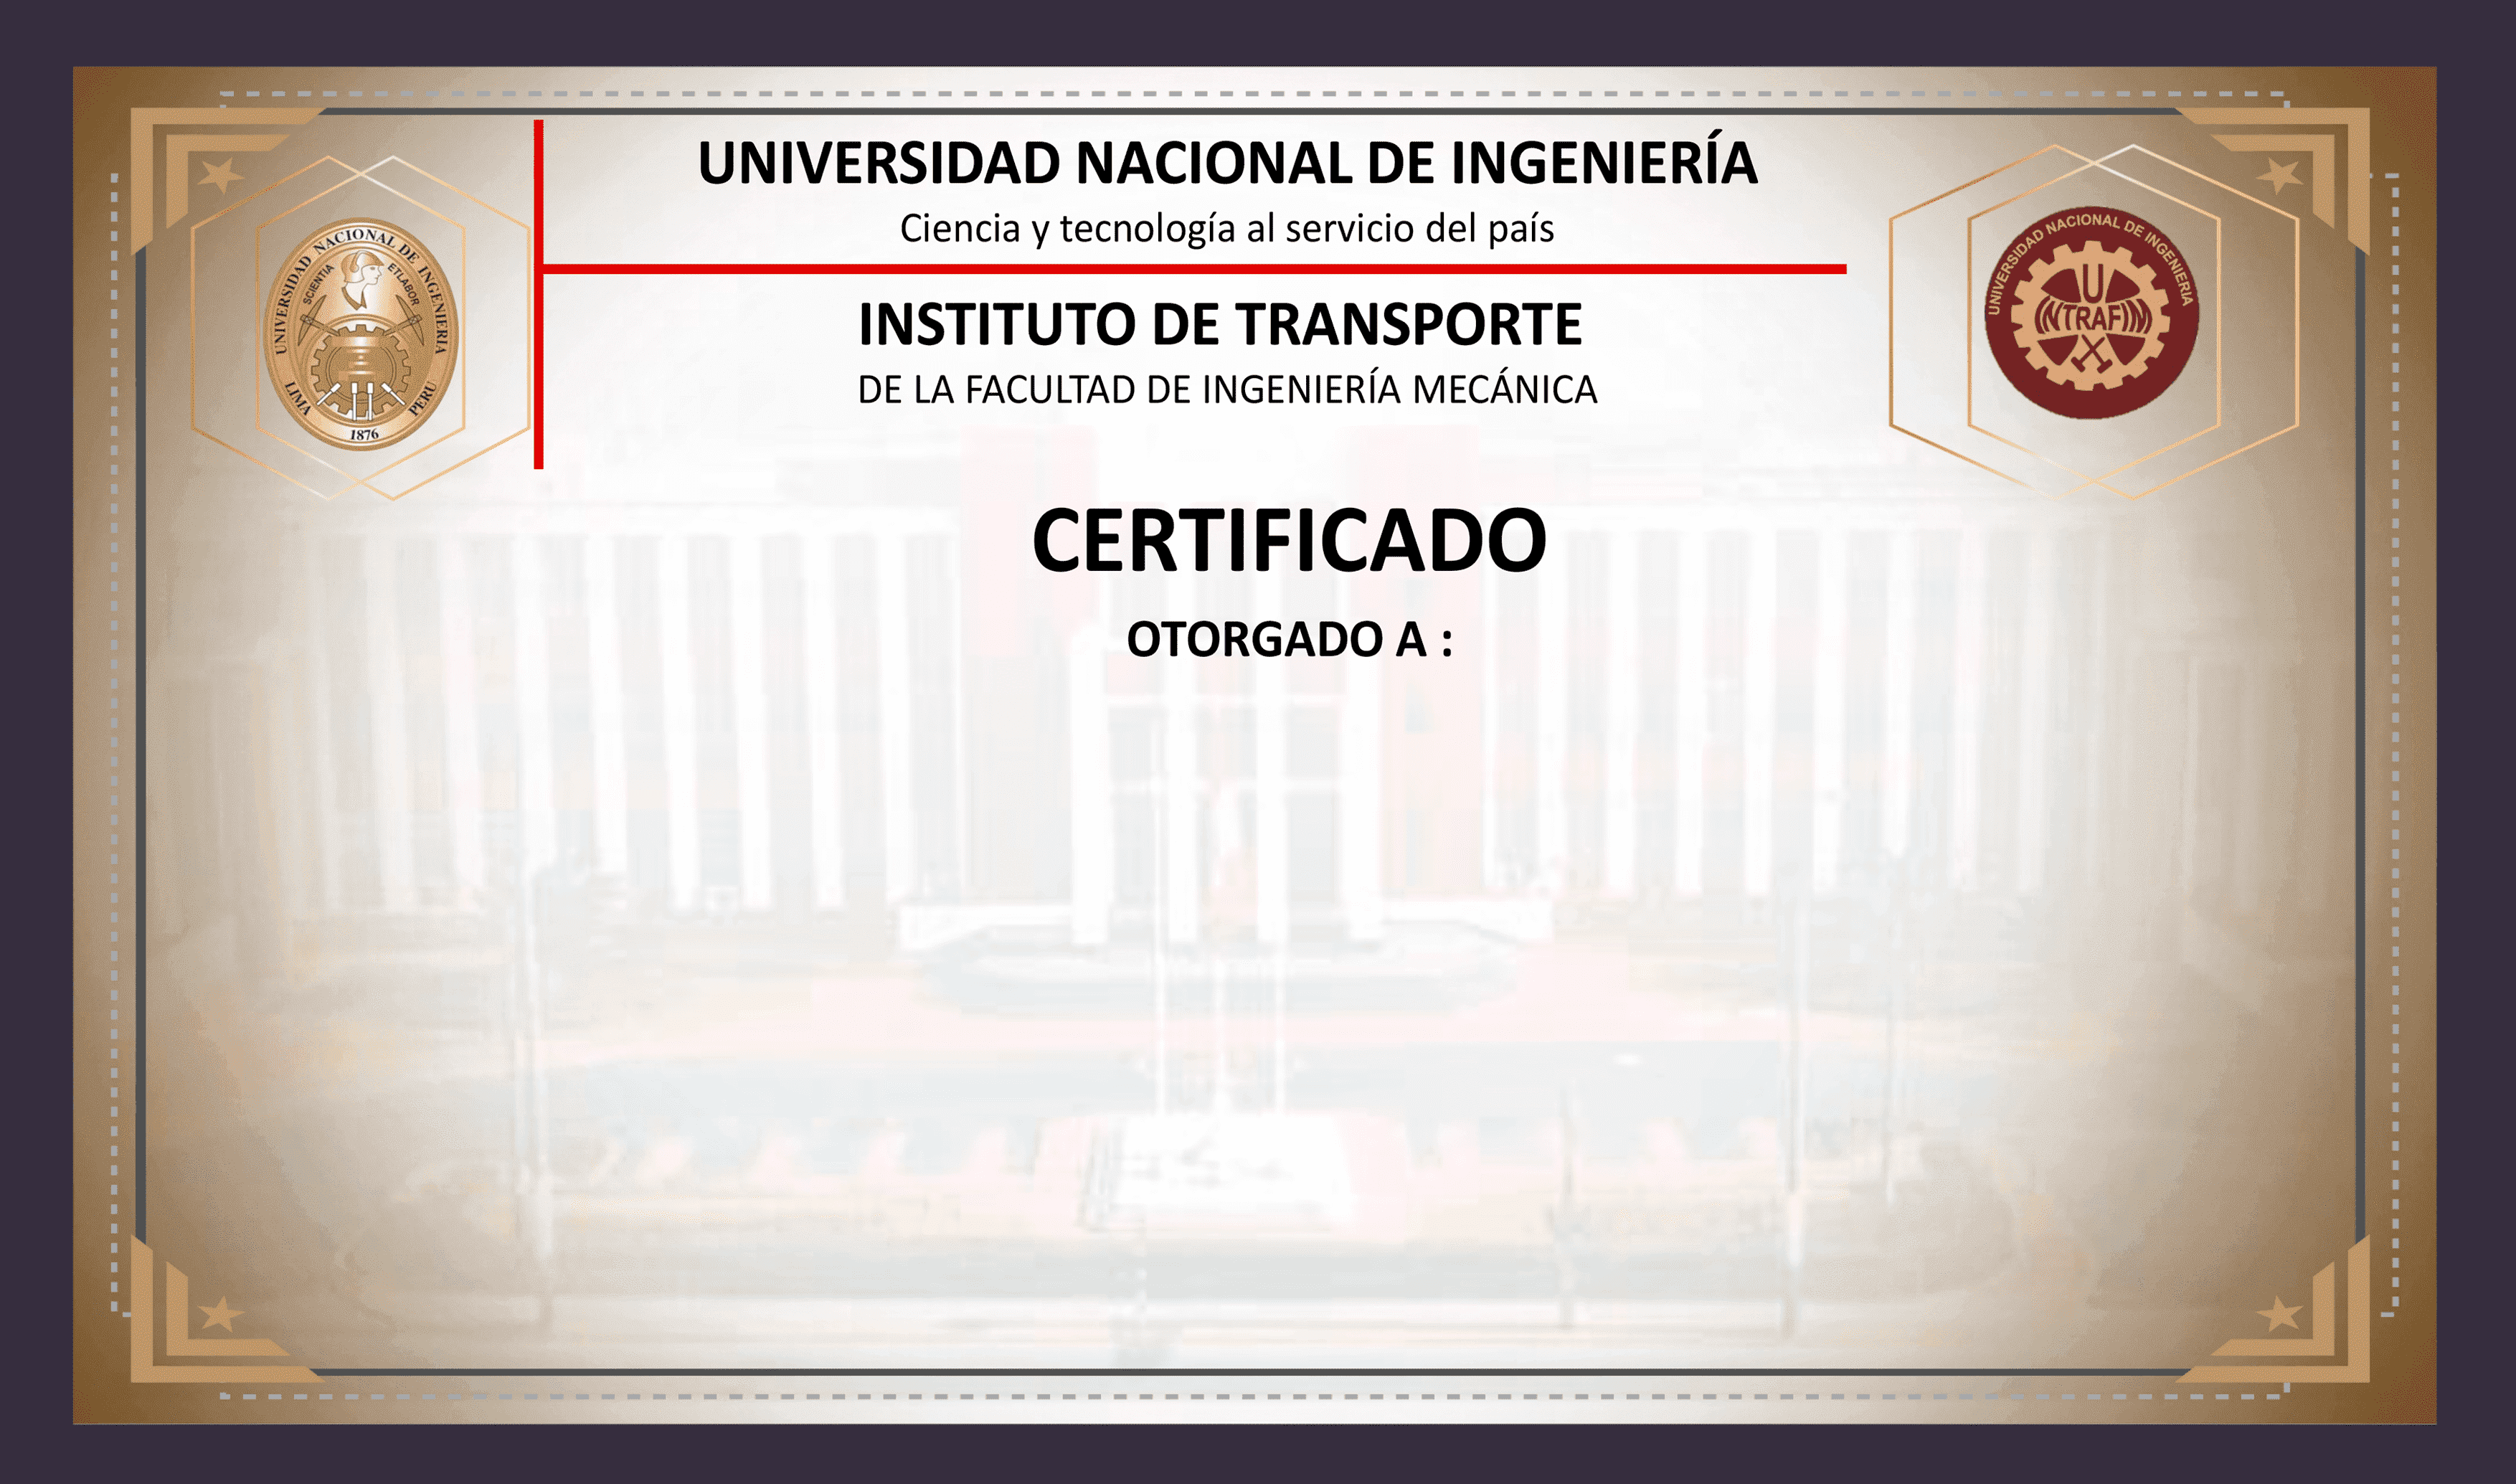 UNIVERSIDAD NACIONAL DE INGENIERÍA
Ciencia y tecnología al servicio del país
INSTITUTO DE TRANSPORTE
DE LA FACULTAD DE INGENIERÍA MECÁNICA
UNIVERSIDAD NACIONAL DE INGENIERIA
SCIENTIA ET LABOR
LIMA PERU
1876
UNIVERSIDAD NACIONAL DE INGENIERIA
U
INTRAFIM
CERTIFICADO
OTORGADO A :